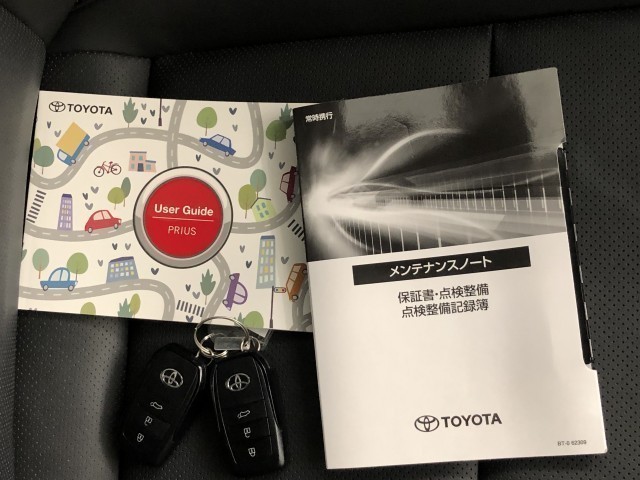 TOYOTA
User Guide
PRIUS
常時携行
メンテナンスノート
保証書・点検整備
点検整備記録簿
TOYOTA